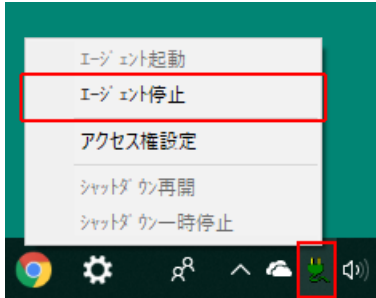 ｴｰｼﾞｪﾝﾄ起動
ｴｰｼﾞｪﾝﾄ停止
アクセス権設定
ｼｬｯﾄﾀﾞｳﾝ再開
ｼｬｯﾄﾀﾞｳﾝ一時停止